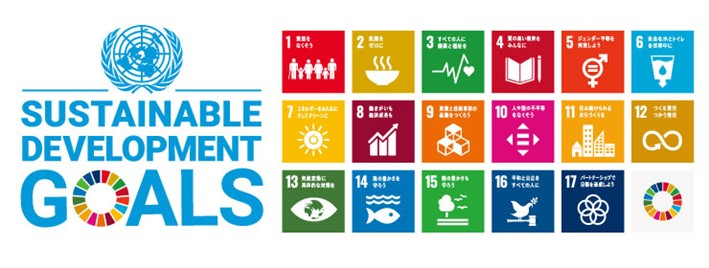 SUSTAINABLE
DEVELOPMENT
GOALS
1 貧困を
なくそう
2 飢餓を
ゼロに
3 すべての人に
健康と福祉を
4 質の高い教育を
みんなに
5 ジェンダー平等を
実現しよう
6 安全な水とトイレ
を世界中に
7 エネルギーをみんなに
そしてクリーンに
8 働きがいも
経済成長も
9 産業と技術革新の
基盤をつくろう
10 人や国の不平等
をなくそう
11 住み続けられる
まちづくりを
12 つくる責任
つかう責任
13 気候変動に
具体的な対策を
14 海の豊かさを
守ろう
15 陸の豊かさも
守ろう
16 平和と公正を
すべての人に
17 パートナーシップで
目標を達成しよう